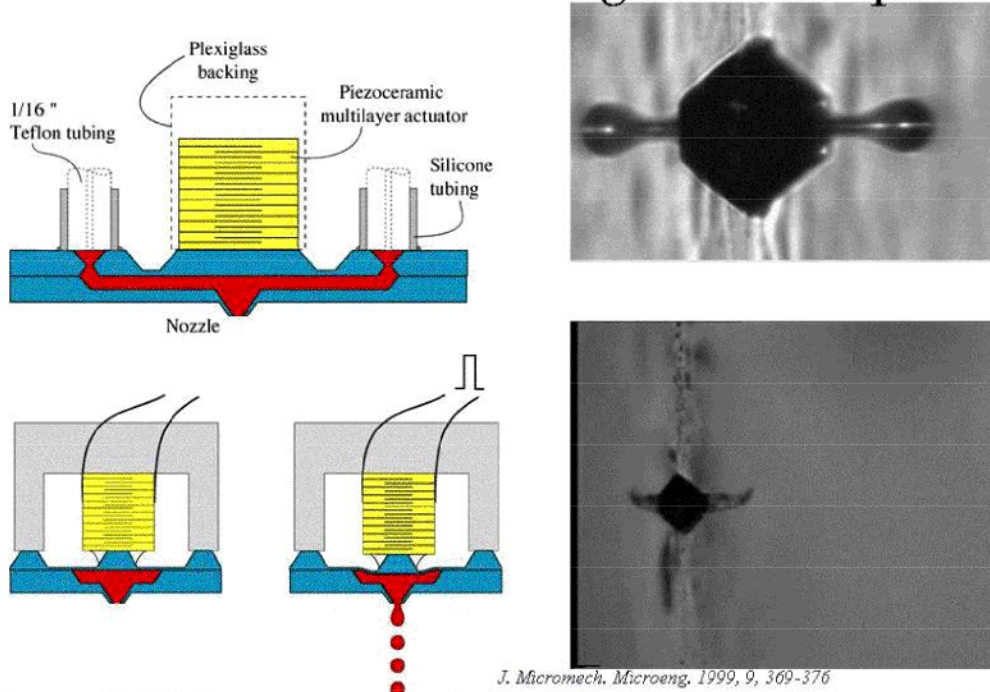 Plexiglass
backing
Piezoceramic
multilayer actuator
1/16 "
Teflon tubing
Silicone
tubing
Nozzle
J. Micromech. Microeng. 1999, 9, 369-376